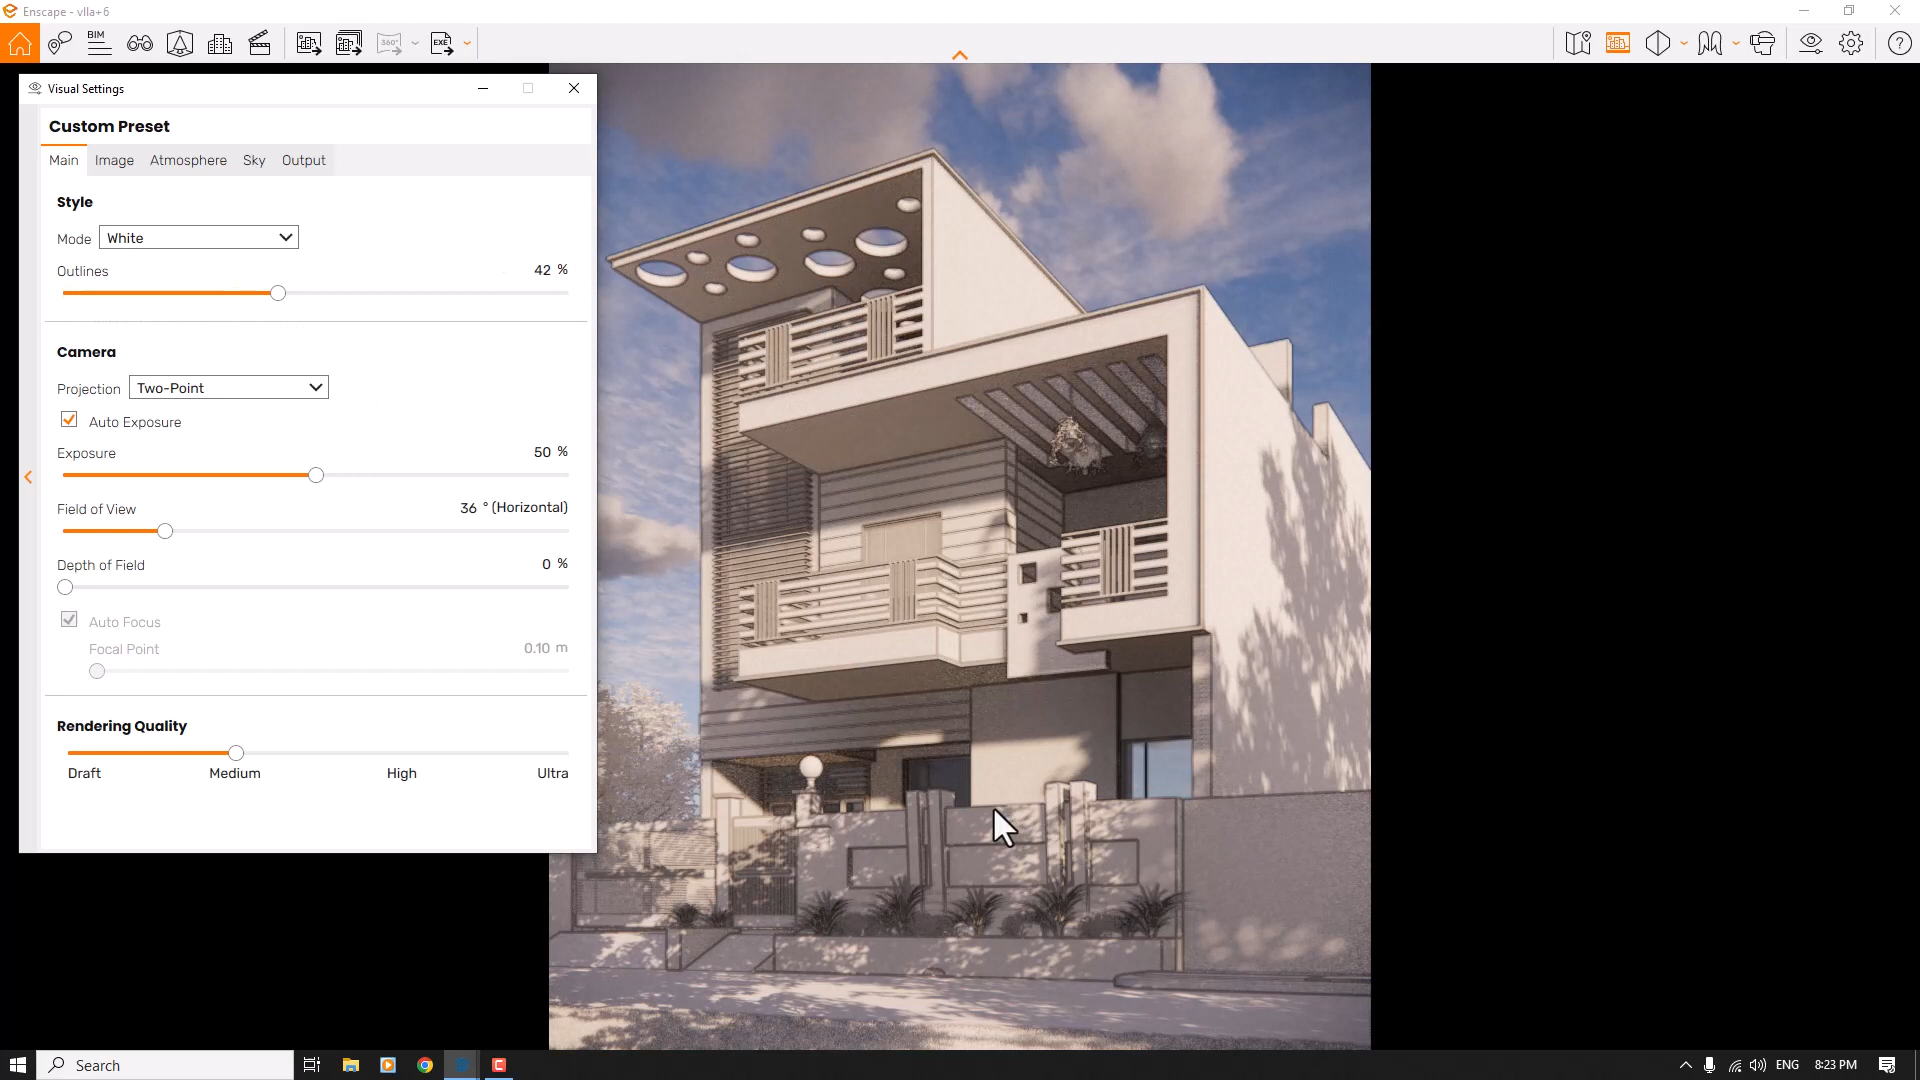 Enscape - vlla+6
BIM
360°
EXE
Visual Settings
Custom Preset
Main Image Atmosphere Sky Output
Style
Mode White
Outlines 42 %
Camera
Projection Two-Point
Auto Exposure
Exposure 50 %
Field of View 36 ° (Horizontal)
Depth of Field 0 %
Auto Focus
Focal Point 0.10 m
Rendering Quality
Draft Medium High Ultra
Search
ENG 8:23 PM